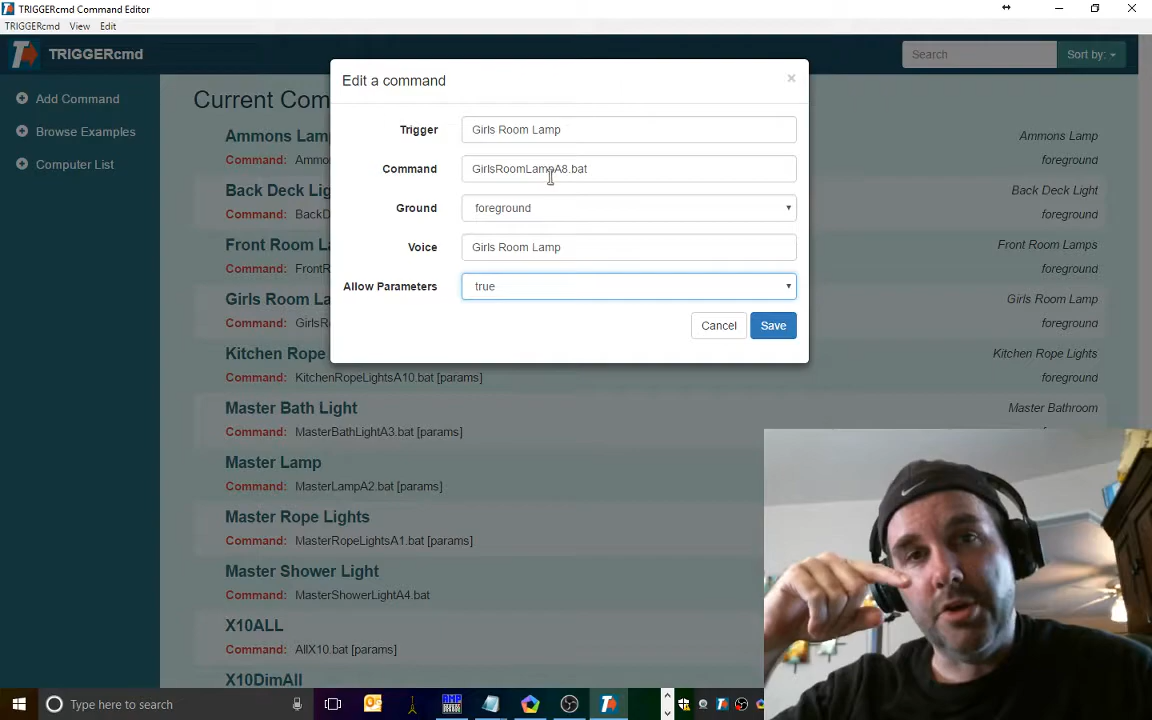 TRIGGERcmd Command Editor
TRIGGERcmd View Edit
TRIGGERcmd
Search
Sort by:
Add Command
Browse Examples
Computer List
Current Com
Edit a command
×
Trigger
Girls Room Lamp
Command
GirlsRoomLampA8.bat
Ground
foreground
Voice
Girls Room Lamp
Allow Parameters
true
Cancel
Save
Ammons Lam
Ammons Lamp
Command: Ammo
foreground
Back Deck Light
Back Deck Light
Command: BackD
foreground
Front Room La
Front Room Lamps
Command: FrontR
foreground
Girls Room La
Girls Room Lamp
Command: GirlsR
foreground
Kitchen Rope
Kitchen Rope Lights
Command: KitchenRopeLightsA10.bat [params]
foreground
Master Bath Light
Master Bathroom
Command: MasterBathLightA3.bat [params]
Master Lamp
Command: MasterLampA2.bat [params]
Master Rope Lights
Command: MasterRopeLightsA1.bat [params]
Master Shower Light
Command: MasterShowerLightA4.bat
X10ALL
Command: AllX10.bat [params]
X10DimAll
Type here to search